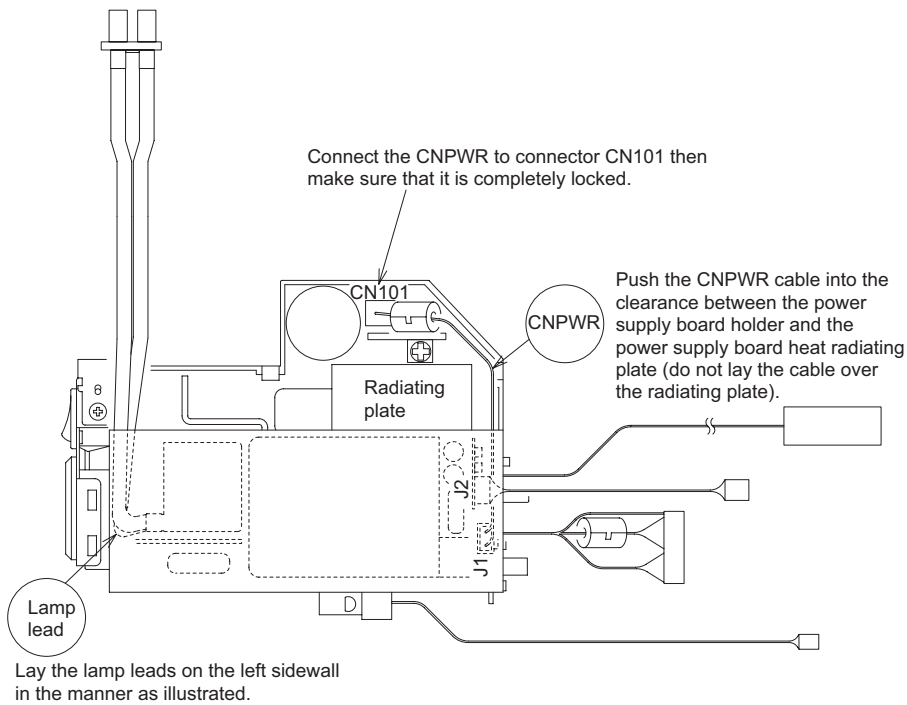 Connect the CNPWR to connector CN101 then
make sure that it is completely locked.
CN101
CNPWR
Push the CNPWR cable into the
clearance between the power
supply board holder and the
power supply board heat radiating
plate (do not lay the cable over
the radiating plate).
Radiating
plate
J2
J1
Lamp
lead
Lay the lamp leads on the left sidewall
in the manner as illustrated.